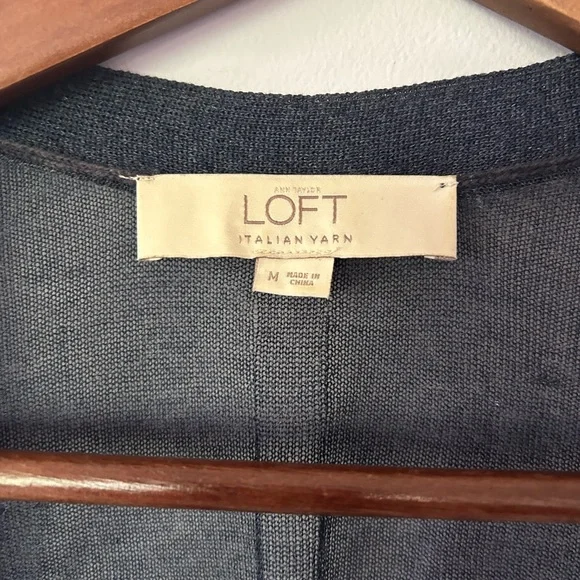 ANN TAYLOR
LOFT
ITALIAN YARN
M MADE IN
CHINA